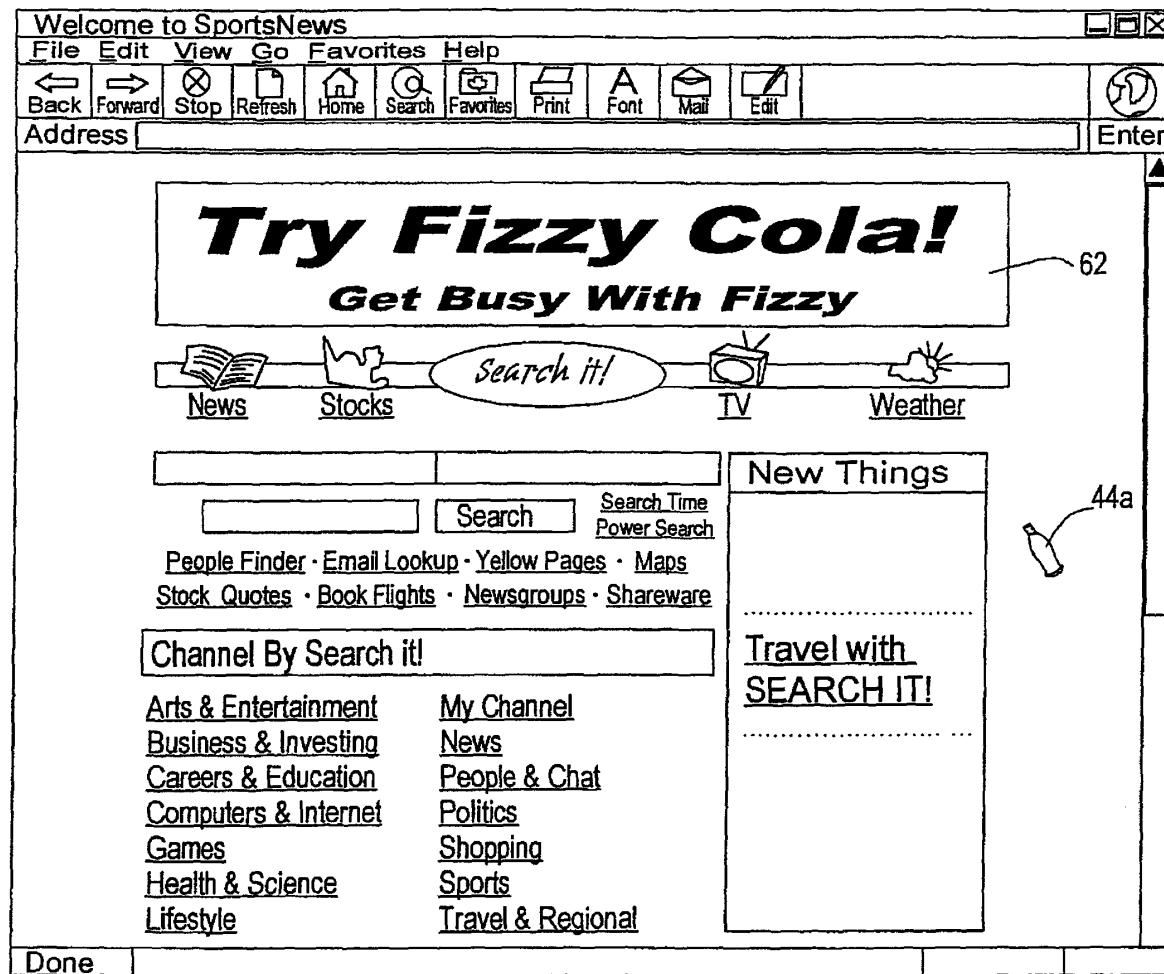 Welcome to SportsNews
File Edit View Go Favorites Help
Back Forward Stop Refresh Home Search Favorites Print Font Mail Edit
Address Enter
Try Fizzy Cola!
Get Busy With Fizzy
62
Search it!
News Stocks TV Weather
New Things
Search Search Time
Power Search
44a
People Finder · Email Lookup · Yellow Pages · Maps
Stock Quotes · Book Flights · Newsgroups · Shareware
Channel By Search it!
Travel with
SEARCH IT!
Arts & Entertainment My Channel
Business & Investing News
Careers & Education People & Chat
Computers & Internet Politics
Games Shopping
Health & Science Sports
Lifestyle Travel & Regional
Done